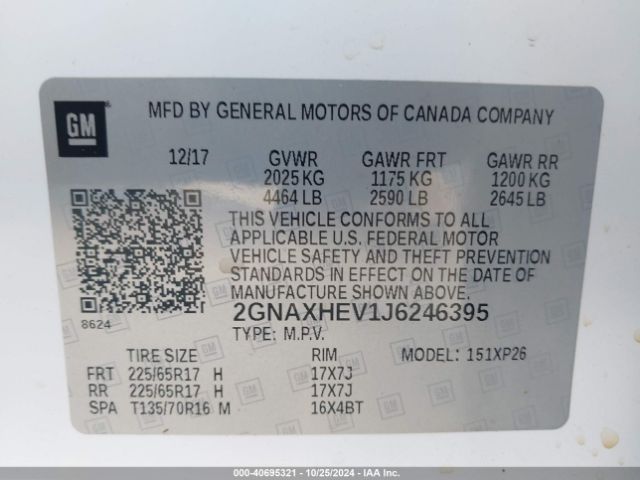 GM
MFD BY GENERAL MOTORS OF CANADA COMPANY
12/17 GVWR GAWR FRT GAWR RR
2025 KG 1175 KG 1200 KG
4464 LB 2590 LB 2645 LB
THIS VEHICLE CONFORMS TO ALL
APPLICABLE U.S. FEDERAL MOTOR
VEHICLE SAFETY AND THEFT PREVENTION
STANDARDS IN EFFECT ON THE DATE OF
MANUFACTURE SHOWN ABOVE.
8624
2GNAXHEV1J6246395
TYPE: M.P.V.
TIRE SIZE RIM MODEL: 151XP26
FRT 225/65R17 H 17X7J
RR 225/65R17 H 17X7J
SPA T135/70R16 M 16X4BT
000-40695321 - 10/25/2024 - IAA Inc.